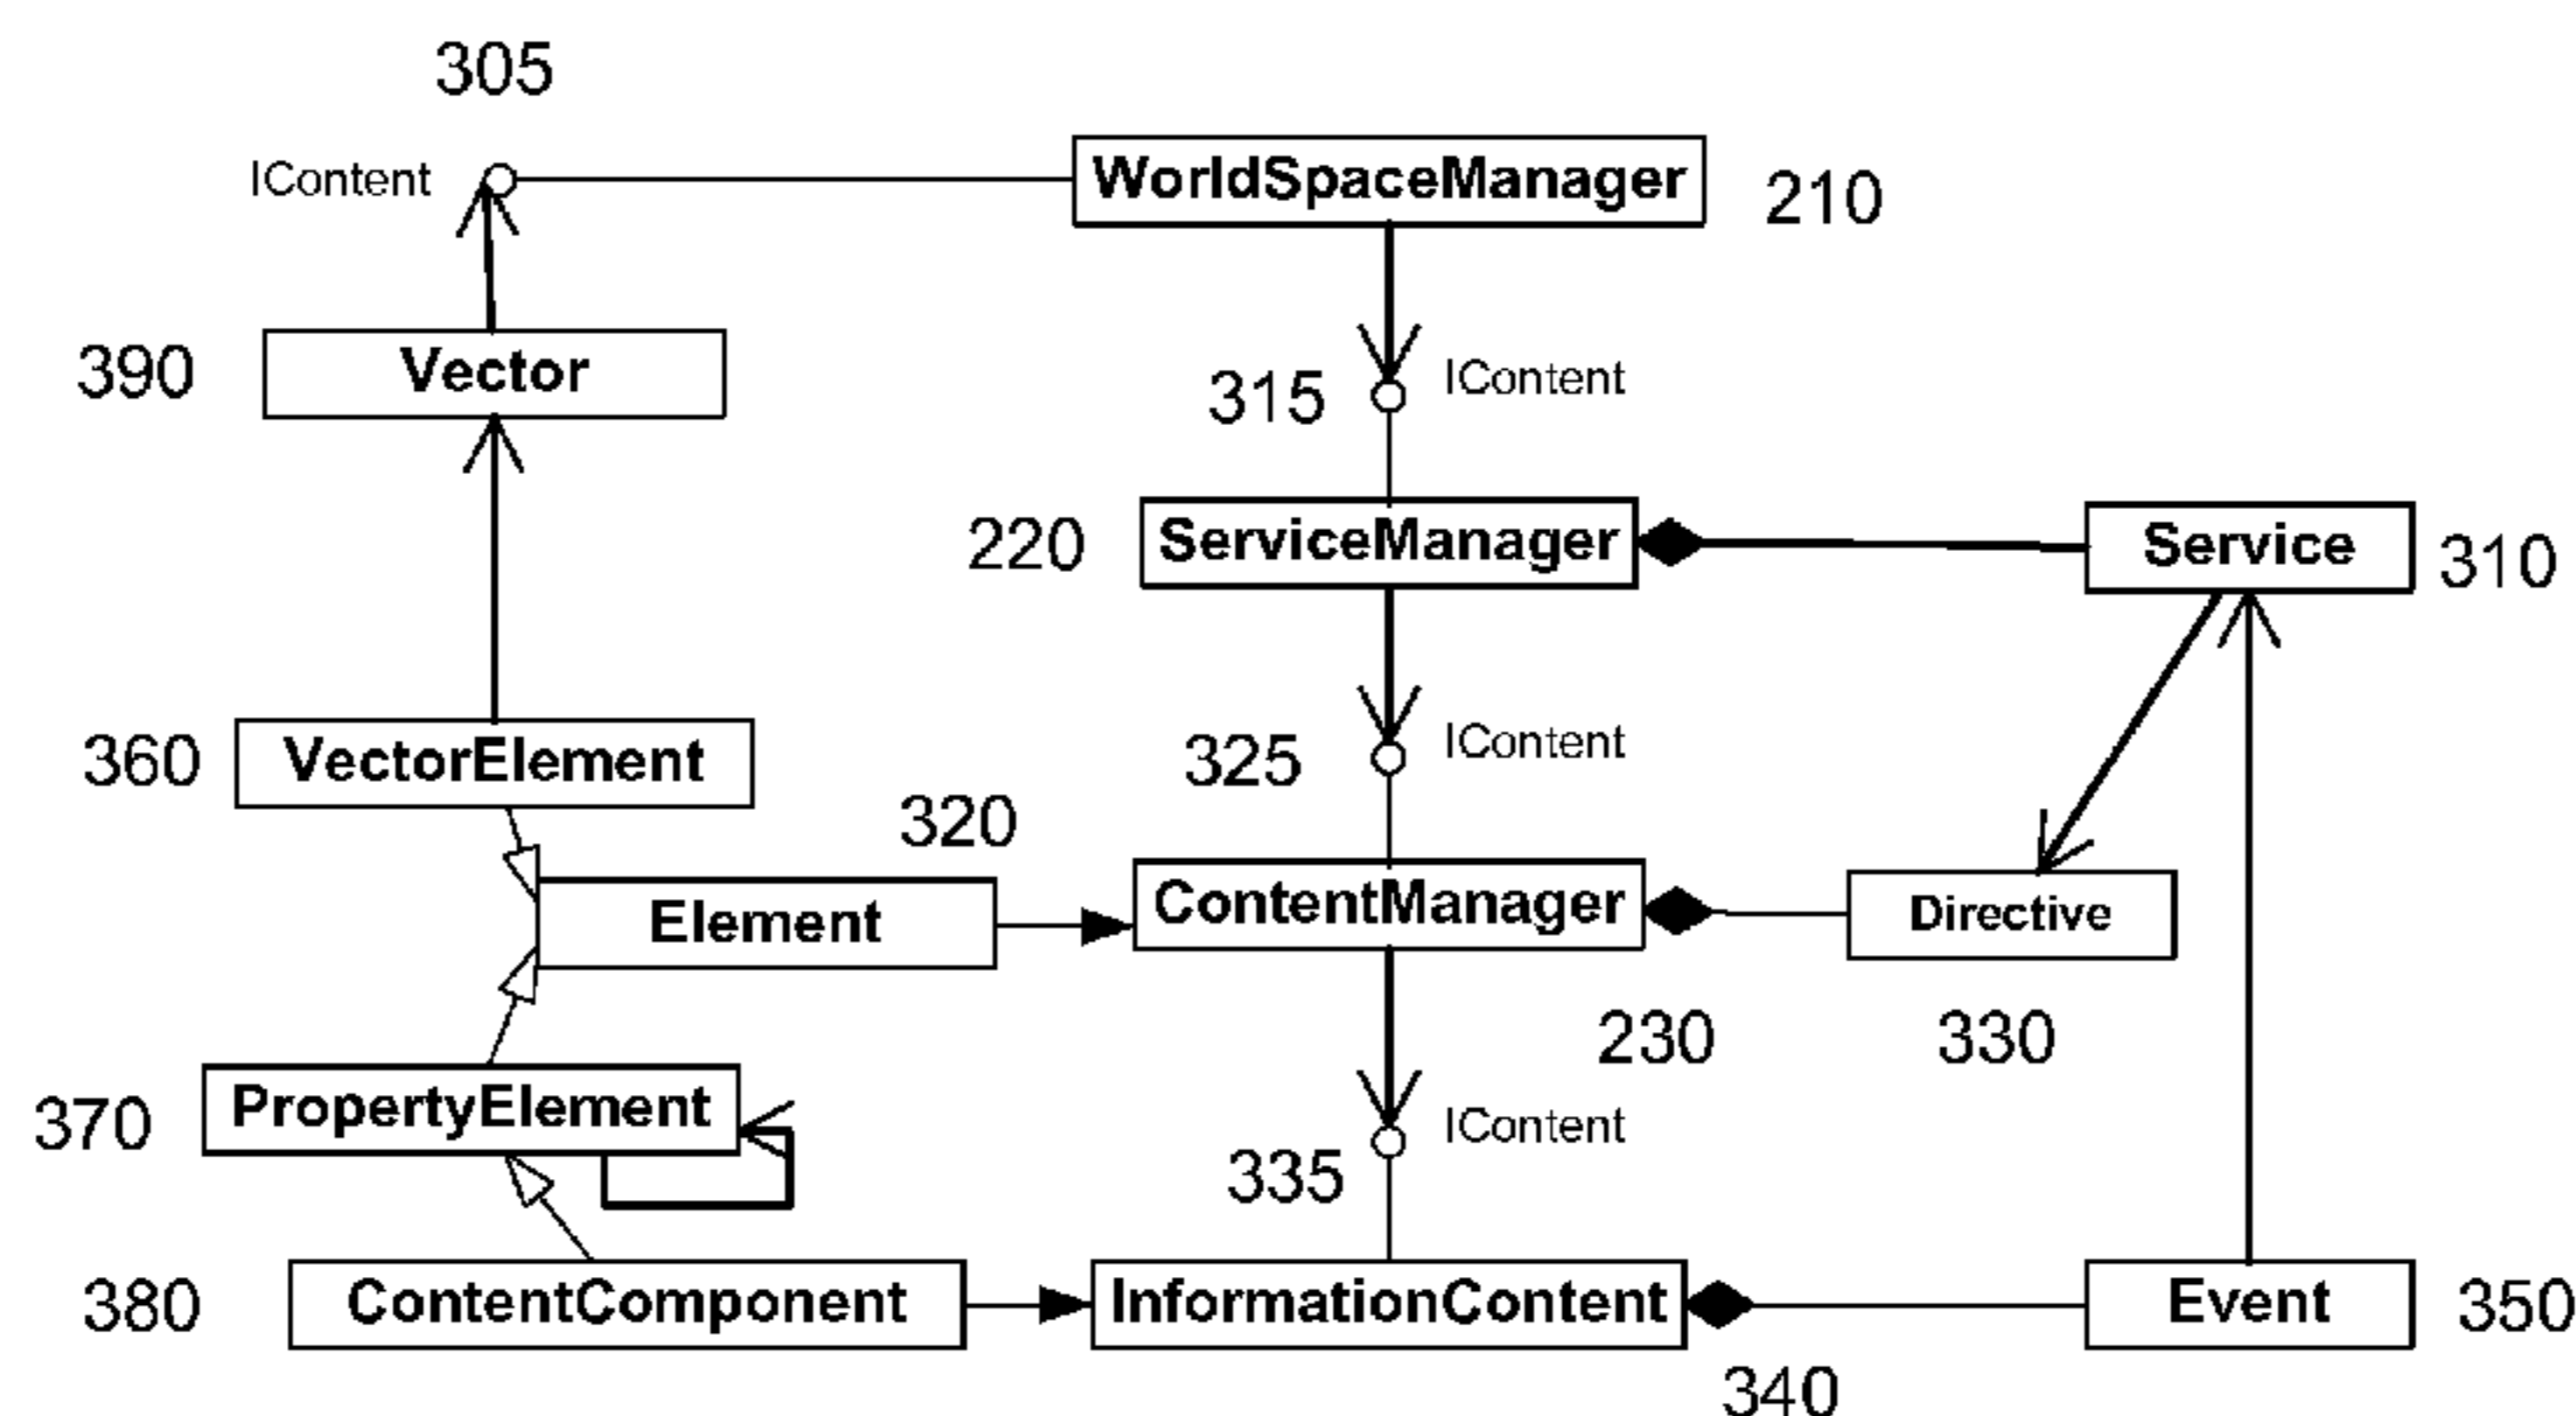 305
IContent
WorldSpaceManager
210
390
Vector
315
IContent
220
ServiceManager
Service
310
360
VectorElement
325
IContent
320
Element
ContentManager
Directive
230
330
370
PropertyElement
335
IContent
380
ContentComponent
InformationContent
Event
350
340